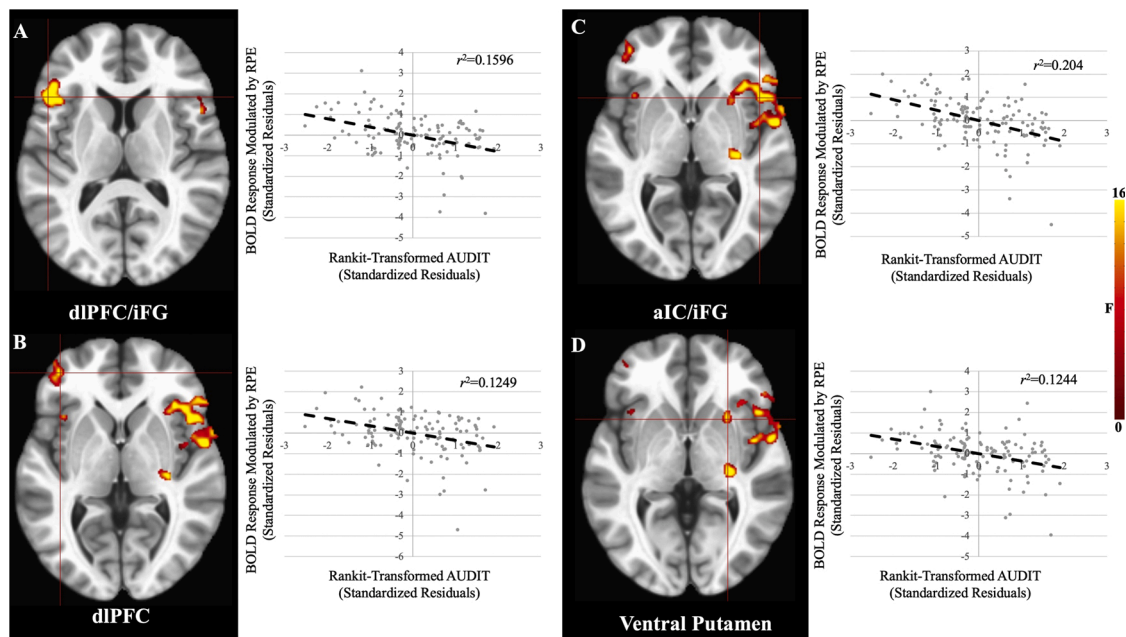 A
dlPFC/iFG
BOLD Response Modulated by RPE
(Standardized Residuals)
r²=0.1596
4
3
2
1
0
-1
-2
-3
-4
-5
-3
-2
-1
0
1
2
3
Rankit-Transformed AUDIT
(Standardized Residuals)
B
dlPFC
BOLD Response Modulated by RPE
(Standardized Residuals)
r²=0.1249
3
2
1
0
-1
-2
-3
-4
-5
-6
-3
-2
-1
0
1
2
3
Rankit-Transformed AUDIT
(Standardized Residuals)
C
aIC/iFG
BOLD Response Modulated by RPE
(Standardized Residuals)
r²=0.204
3
2
1
0
-1
-2
-3
-4
-5
-3
-2
-1
0
1
2
3
Rankit-Transformed AUDIT
(Standardized Residuals)
D
Ventral Putamen
BOLD Response Modulated by RPE
(Standardized Residuals)
r²=0.1244
4
3
2
1
0
-1
-2
-3
-4
-5
-3
-2
-1
0
1
2
3
Rankit-Transformed AUDIT
(Standardized Residuals)
16
F
0